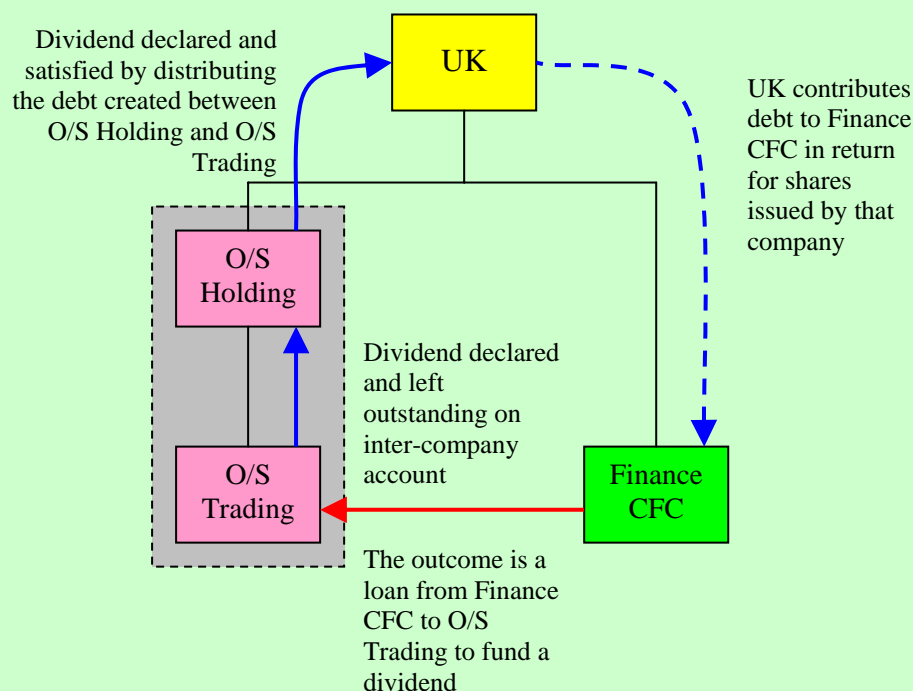 Dividend declared and
satisfied by distributing
the debt created between
O/S Holding and O/S
Trading
UK
UK contributes
debt to Finance
CFC in return
for shares
issued by that
company
O/S
Holding
Dividend declared
and left
outstanding on
inter-company
account
O/S
Trading
Finance
CFC
The outcome is a
loan from Finance
CFC to O/S
Trading to fund a
dividend